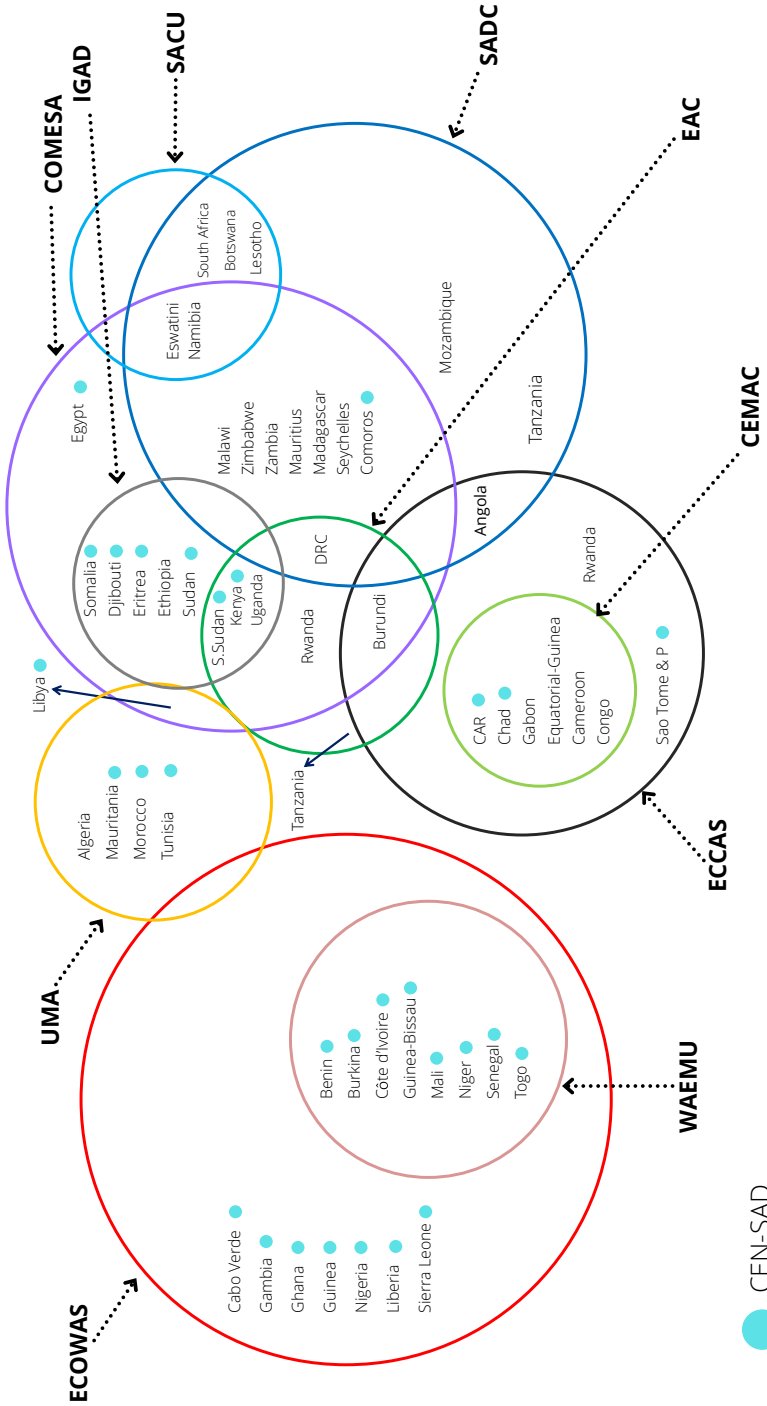 ECOWAS
UMA
COMESA
IGAD
SACU
SADC
EAC
CEMAC
ECCAS
WAEMU
Cabo Verde
Gambia
Ghana
Guinea
Nigeria
Liberia
Sierra Leone
Benin
Burkina
Côte d'Ivoire
Guinea-Bissau
Mali
Niger
Senegal
Togo
Algeria
Mauritania
Morocco
Tunisia
Libya
Egypt
Somalia
Djibouti
Eritrea
Ethiopia
Sudan
S.Sudan
Kenya
Uganda
Rwanda
DRC
Burundi
Tanzania
Eswatini
Namibia
South Africa
Botswana
Lesotho
Malawi
Zimbabwe
Zambia
Mauritius
Madagascar
Seychelles
Comoros
Mozambique
Tanzania
Angola
Rwanda
CAR
Chad
Gabon
Equatorial-Guinea
Cameroon
Congo
Sao Tome & P
CEN-SAD